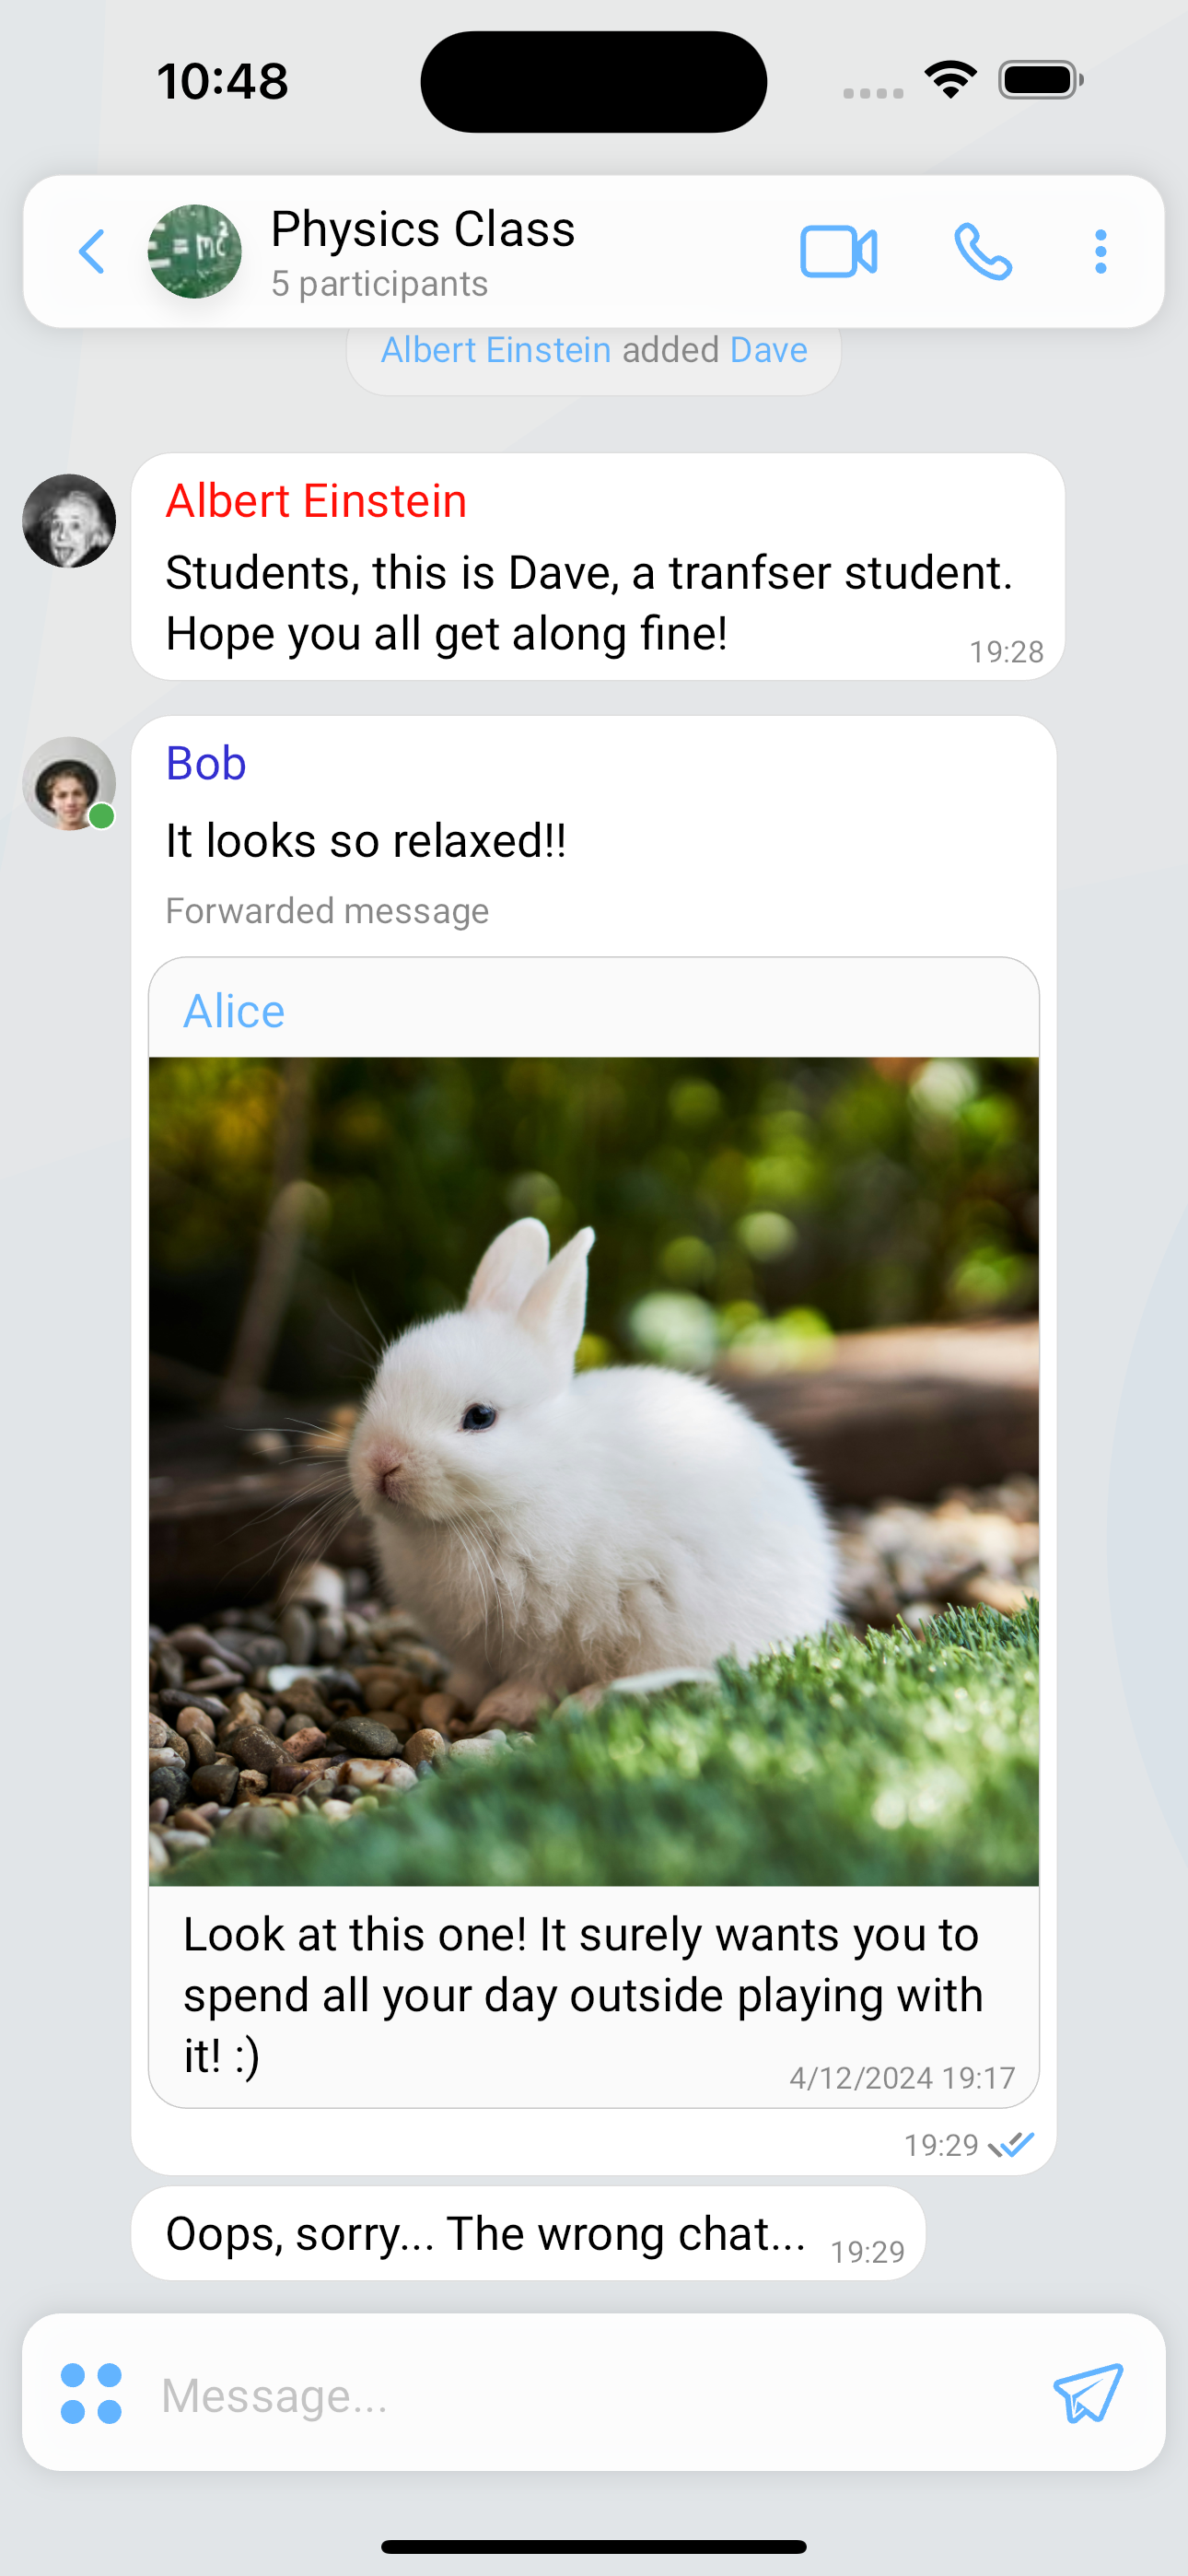 10:48
= mc²
Physics Class
5 participants
Albert Einstein added Dave
Albert Einstein
Students, this is Dave, a tranfser student.
Hope you all get along fine!
19:28
Bob
It looks so relaxed!!
Forwarded message
Alice
Look at this one! It surely wants you to
spend all your day outside playing with
it! :)
4/12/2024 19:17
19:29
Oops, sorry... The wrong chat...
19:29
Message...